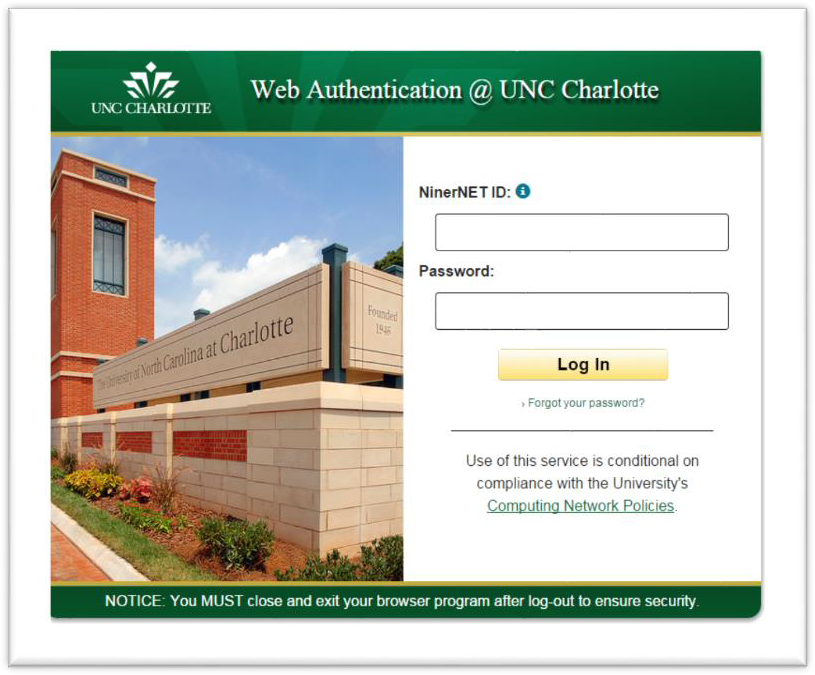 UNC CHARLOTTE
Web Authentication @ UNC Charlotte
NinerNET ID:
Password:
The University of North Carolina at Charlotte
Founded
1946
Log In
› Forgot your password?
Use of this service is conditional on
compliance with the University's
Computing Network Policies.
NOTICE: You MUST close and exit your browser program after log-out to ensure security.